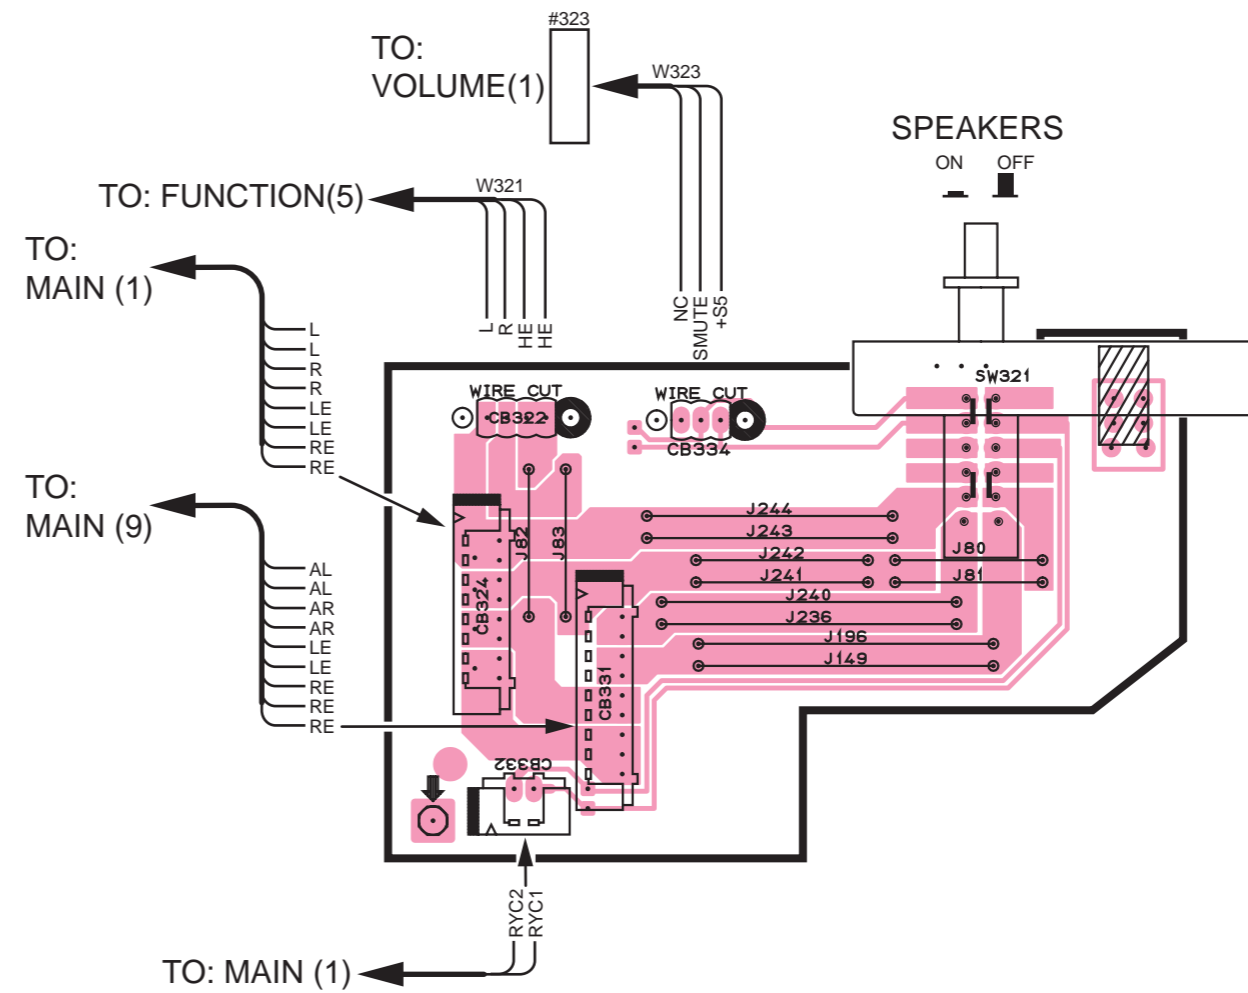 #323
TO:
VOLUME(1)
W323
SPEAKERS
ON OFF
TO: FUNCTION(5)
W321
TO:
MAIN (1)
L
R
HE
HE
NC
SMUTE
+S5
L
L
R
R
LE
LE
RE
RE
SW321
WIRE CUT
CB322
WIRE CUT
CB334
TO:
MAIN (9)
J82
J83
J244
J243
J242
J241
J80
J81
J240
J236
J196
J149
CB324
CB331
AL
AL
AR
AR
LE
LE
RE
RE
RE
CB332
RYC2
RYC1
TO: MAIN (1)